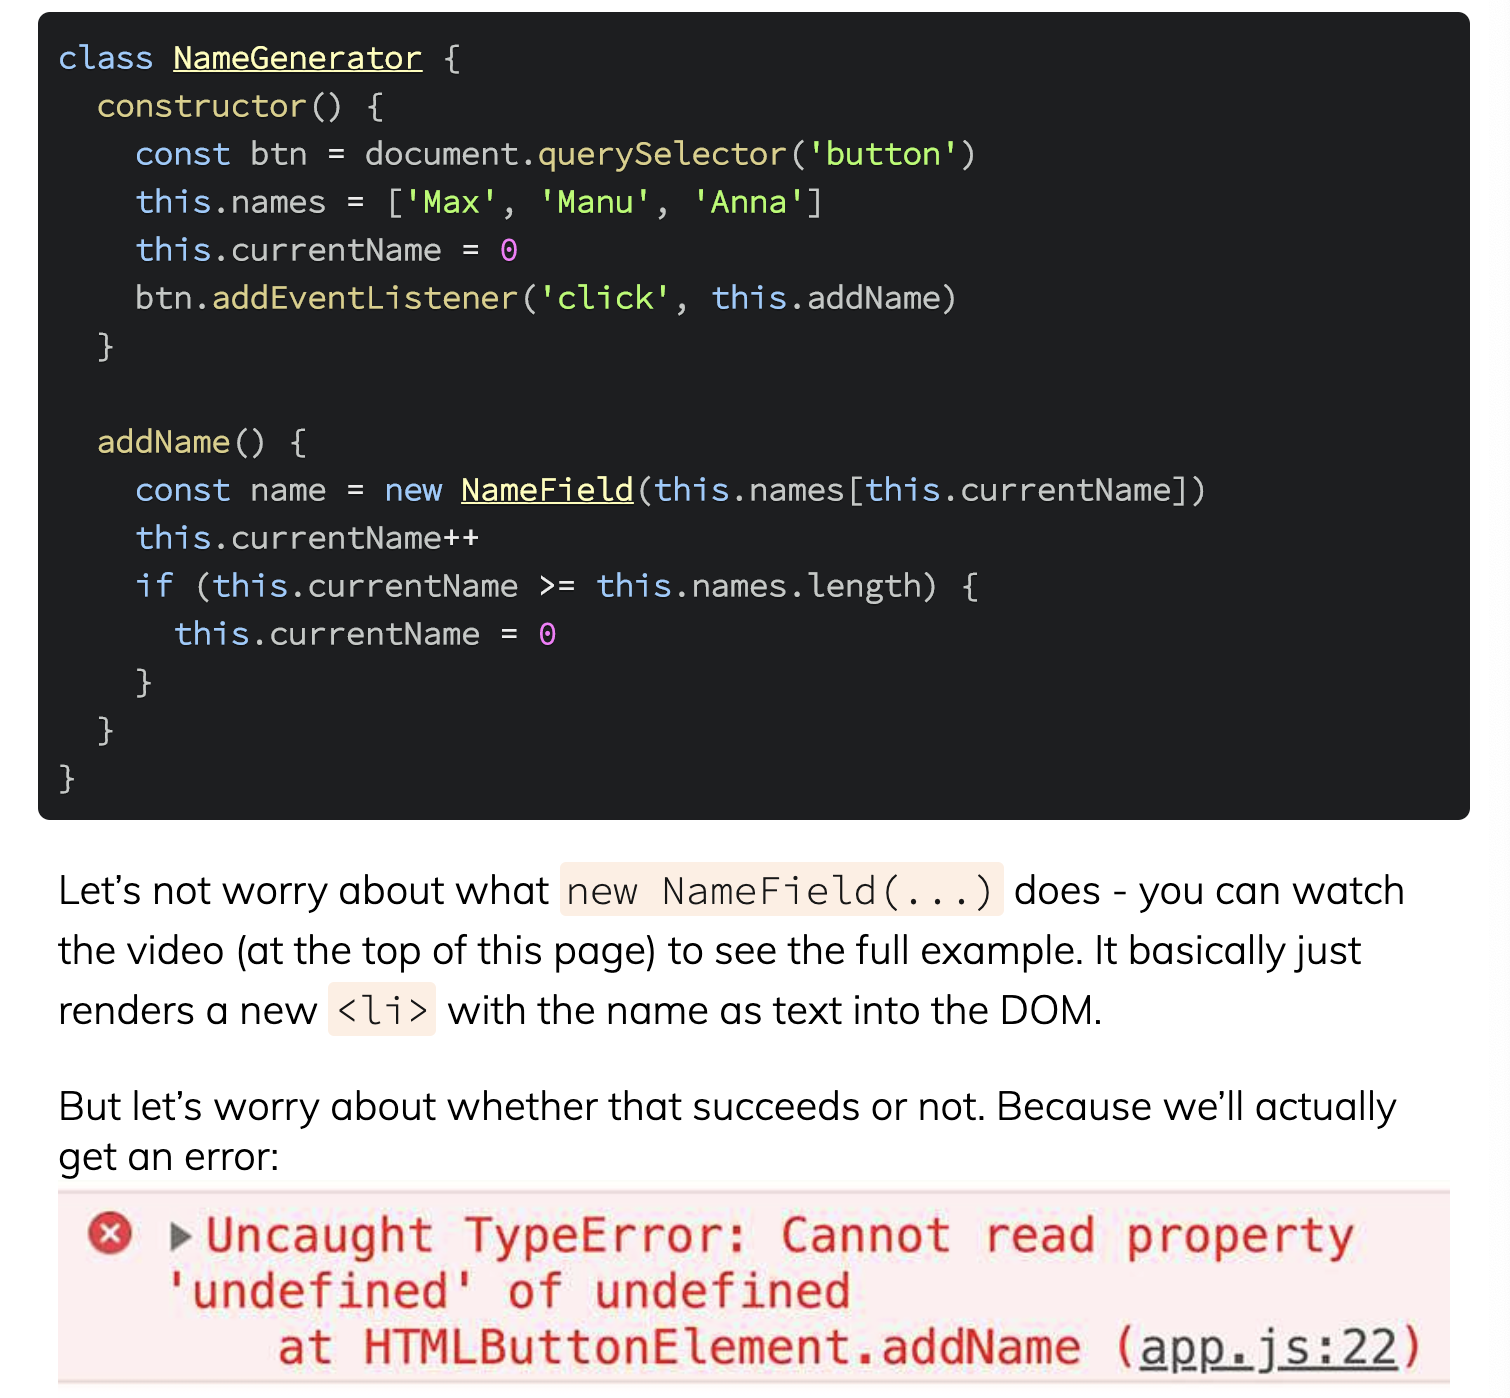 class NameGenerator {
  constructor() {
    const btn = document.querySelector('button')
    this.names = ['Max', 'Manu', 'Anna']
    this.currentName = 0
    btn.addEventListener('click', this.addName)
  }

  addName() {
    const name = new NameField(this.names[this.currentName])
    this.currentName++
    if (this.currentName >= this.names.length) {
      this.currentName = 0
    }
  }
}
Let’s not worry about what new NameField(...) does - you can watch
the video (at the top of this page) to see the full example. It basically just
renders a new <li> with the name as text into the DOM.
But let’s worry about whether that succeeds or not. Because we’ll actually
get an error:
Uncaught TypeError: Cannot read property
'undefined' of undefined
    at HTMLButtonElement.addName (app.js:22)